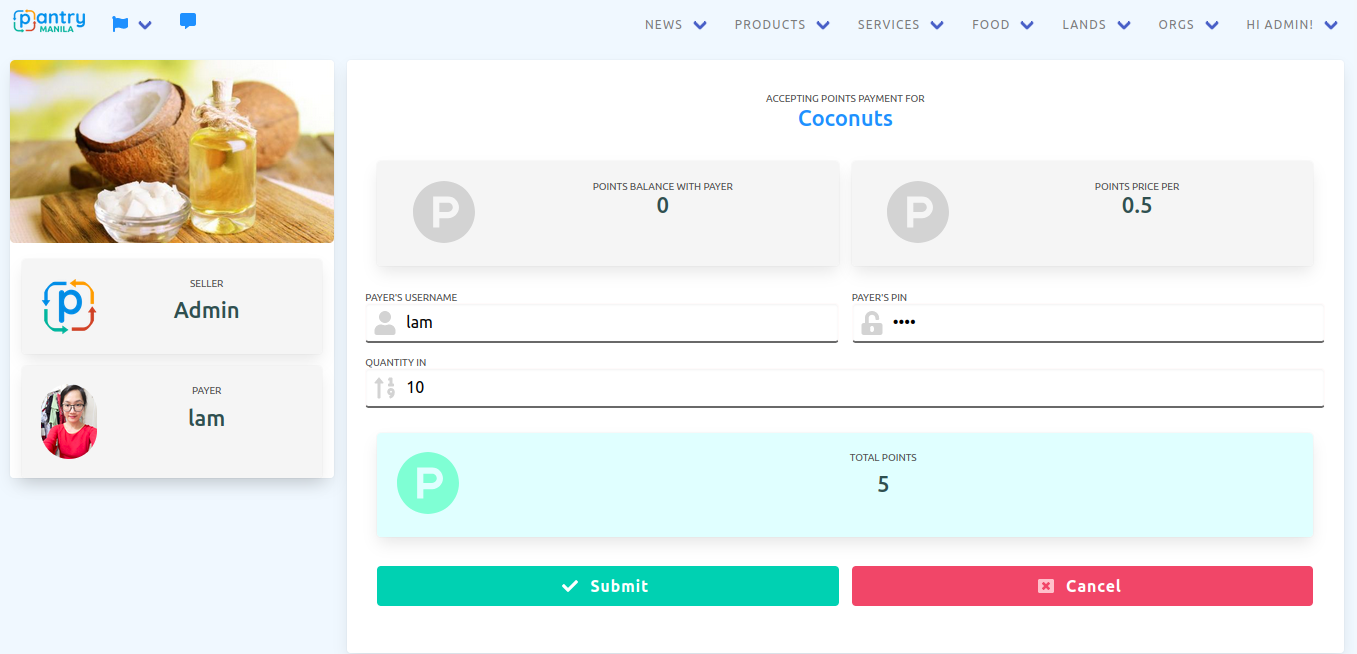 pantry
MANILA
NEWS
PRODUCTS
SERVICES
FOOD
LANDS
ORGS
HI ADMIN!
SELLER
Admin
PAYER
lam
ACCEPTING POINTS PAYMENT FOR
Coconuts
P
POINTS BALANCE WITH PAYER
0
P
POINTS PRICE PER
0.5
PAYER'S USERNAME
lam
PAYER'S PIN
••••
QUANTITY IN
10
P
TOTAL POINTS
5
Submit
Cancel